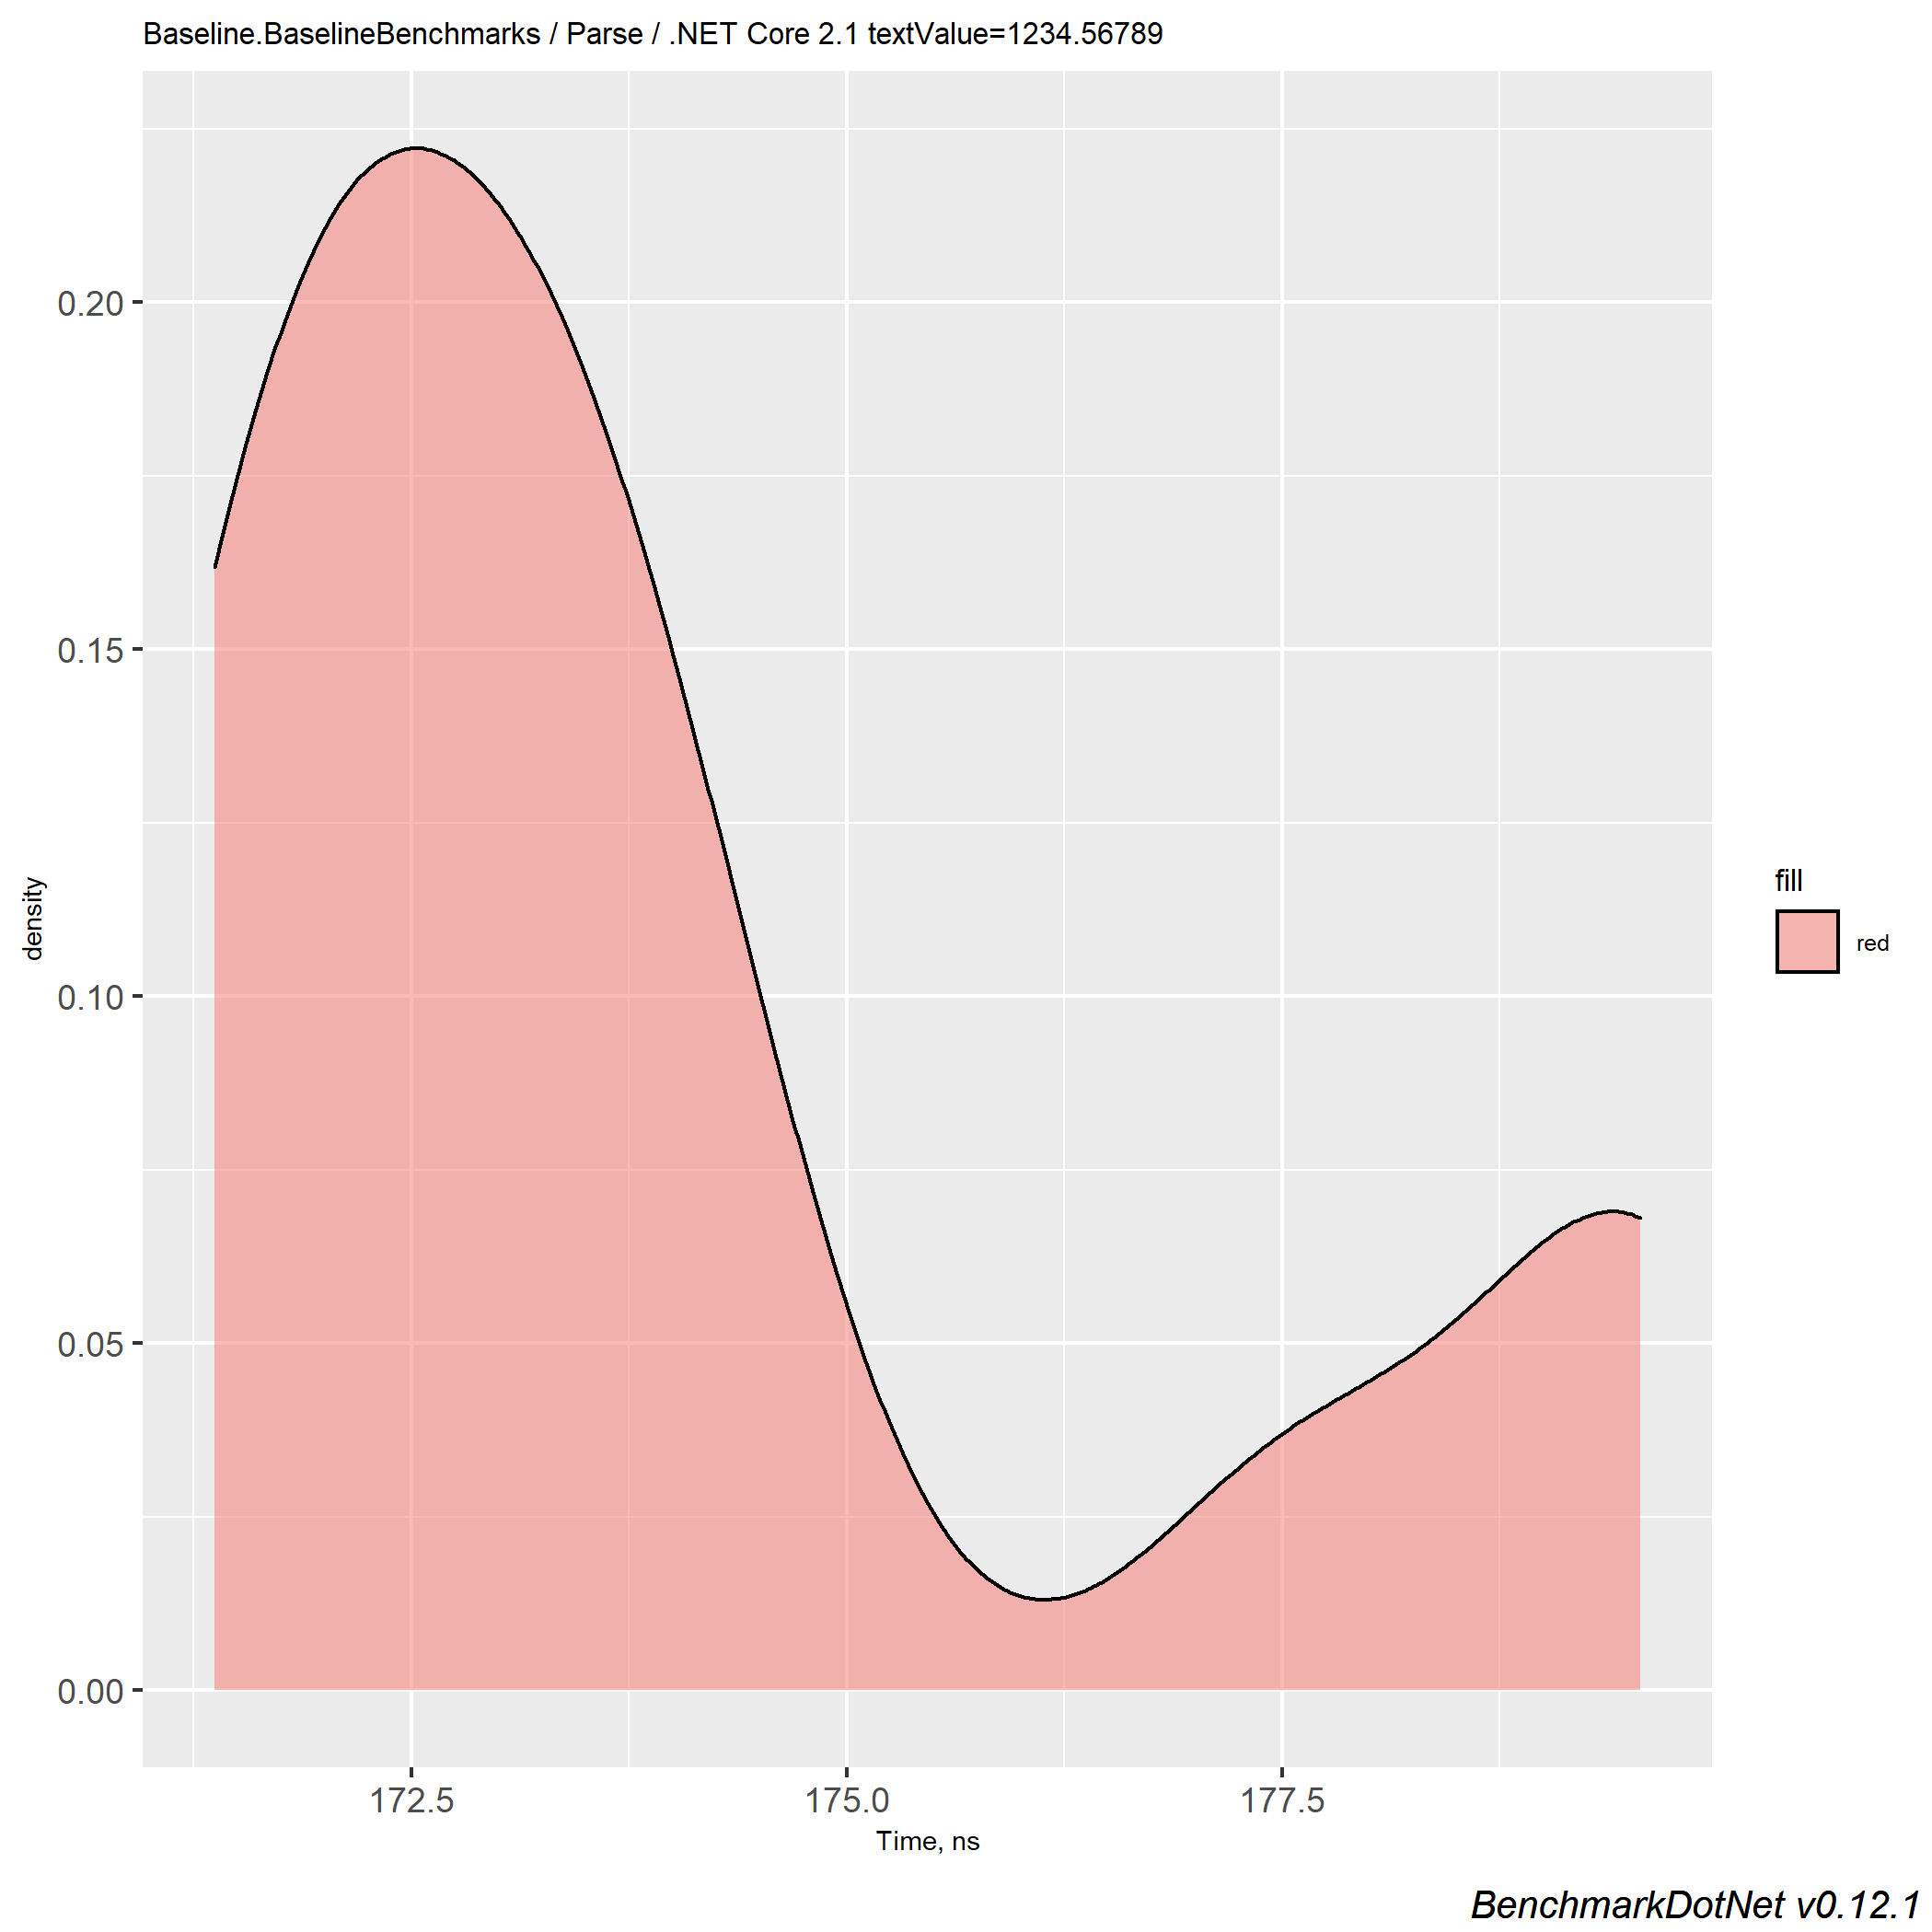 Baseline.BaselineBenchmarks / Parse / .NET Core 2.1 textValue=1234.56789
0.20
0.15
0.10
0.05
0.00
density
172.5 175.0 177.5
Time, ns
fill
red
BenchmarkDotNet v0.12.1